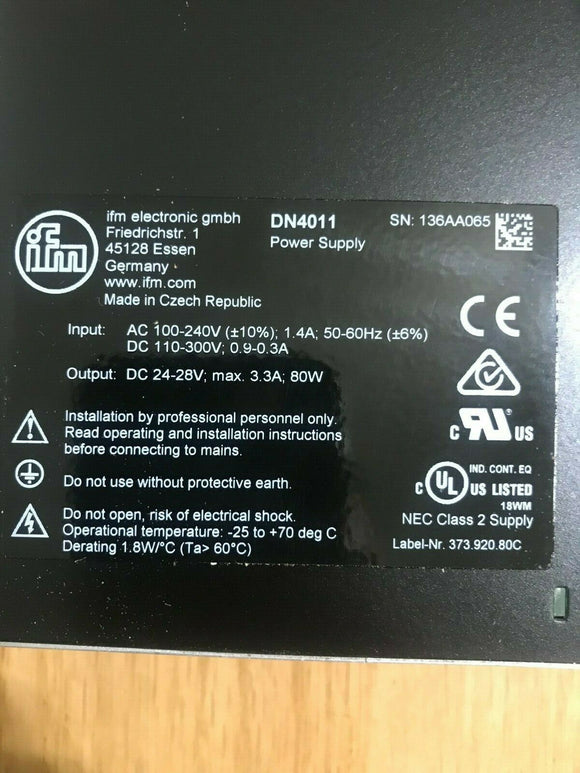 ifm
ifm electronic gmbh
Friedrichstr. 1
45128 Essen
Germany
www.ifm.com
Made in Czech Republic
DN4011
Power Supply
SN: 136AA065
Input: AC 100-240V (±10%); 1.4A; 50-60Hz (±6%)
DC 110-300V; 0.9-0.3A
Output: DC 24-28V; max. 3.3A; 80W
CE
Installation by professional personnel only.
Read operating and installation instructions
before connecting to mains.
c RU ® US
Do not use without protective earth.
IND. CONT. EQ
c UL US LISTED
18WM
NEC Class 2 Supply
Do not open, risk of electrical shock.
Operational temperature: -25 to +70 deg C
Derating 1.8W/°C (Ta> 60°C)
Label-Nr. 373.920.80C